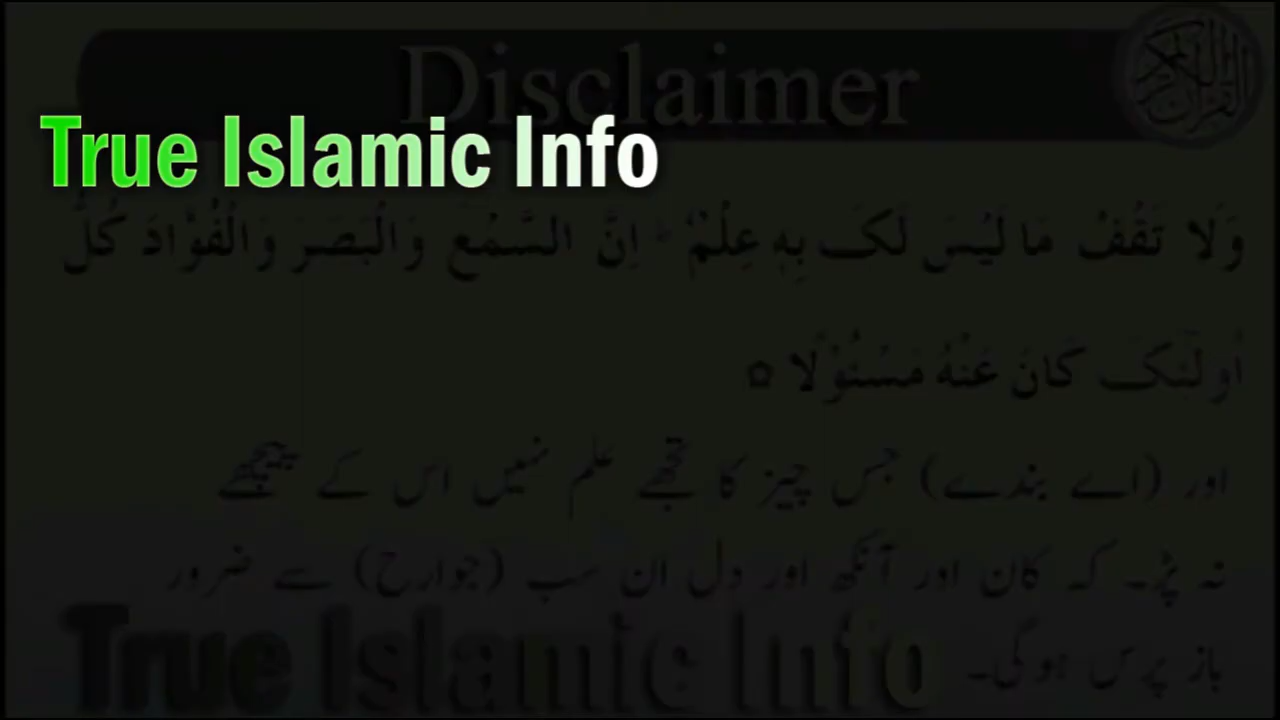 Disclaimer
True Islamic Info
وَلَا تَقْفُ مَا لَيْسَ لَكَ بِهٖ عِلْمٌ ؕ اِنَّ السَّمْعَ وَالْبَصَرَ وَالْفُؤَادَ كُلُّ
اُولٰٓئِكَ كَانَ عَنْهُ مَسْئُوْلًا
اور (اے بندے) جس چیز کا تجھے علم نہیں اس کے پیچھے
نہ پڑ۔ کہ کان اور آنکھ اور دل ان سب (جوارح) سے ضرور
باز پرس ہوگی۔
True Islamic Info